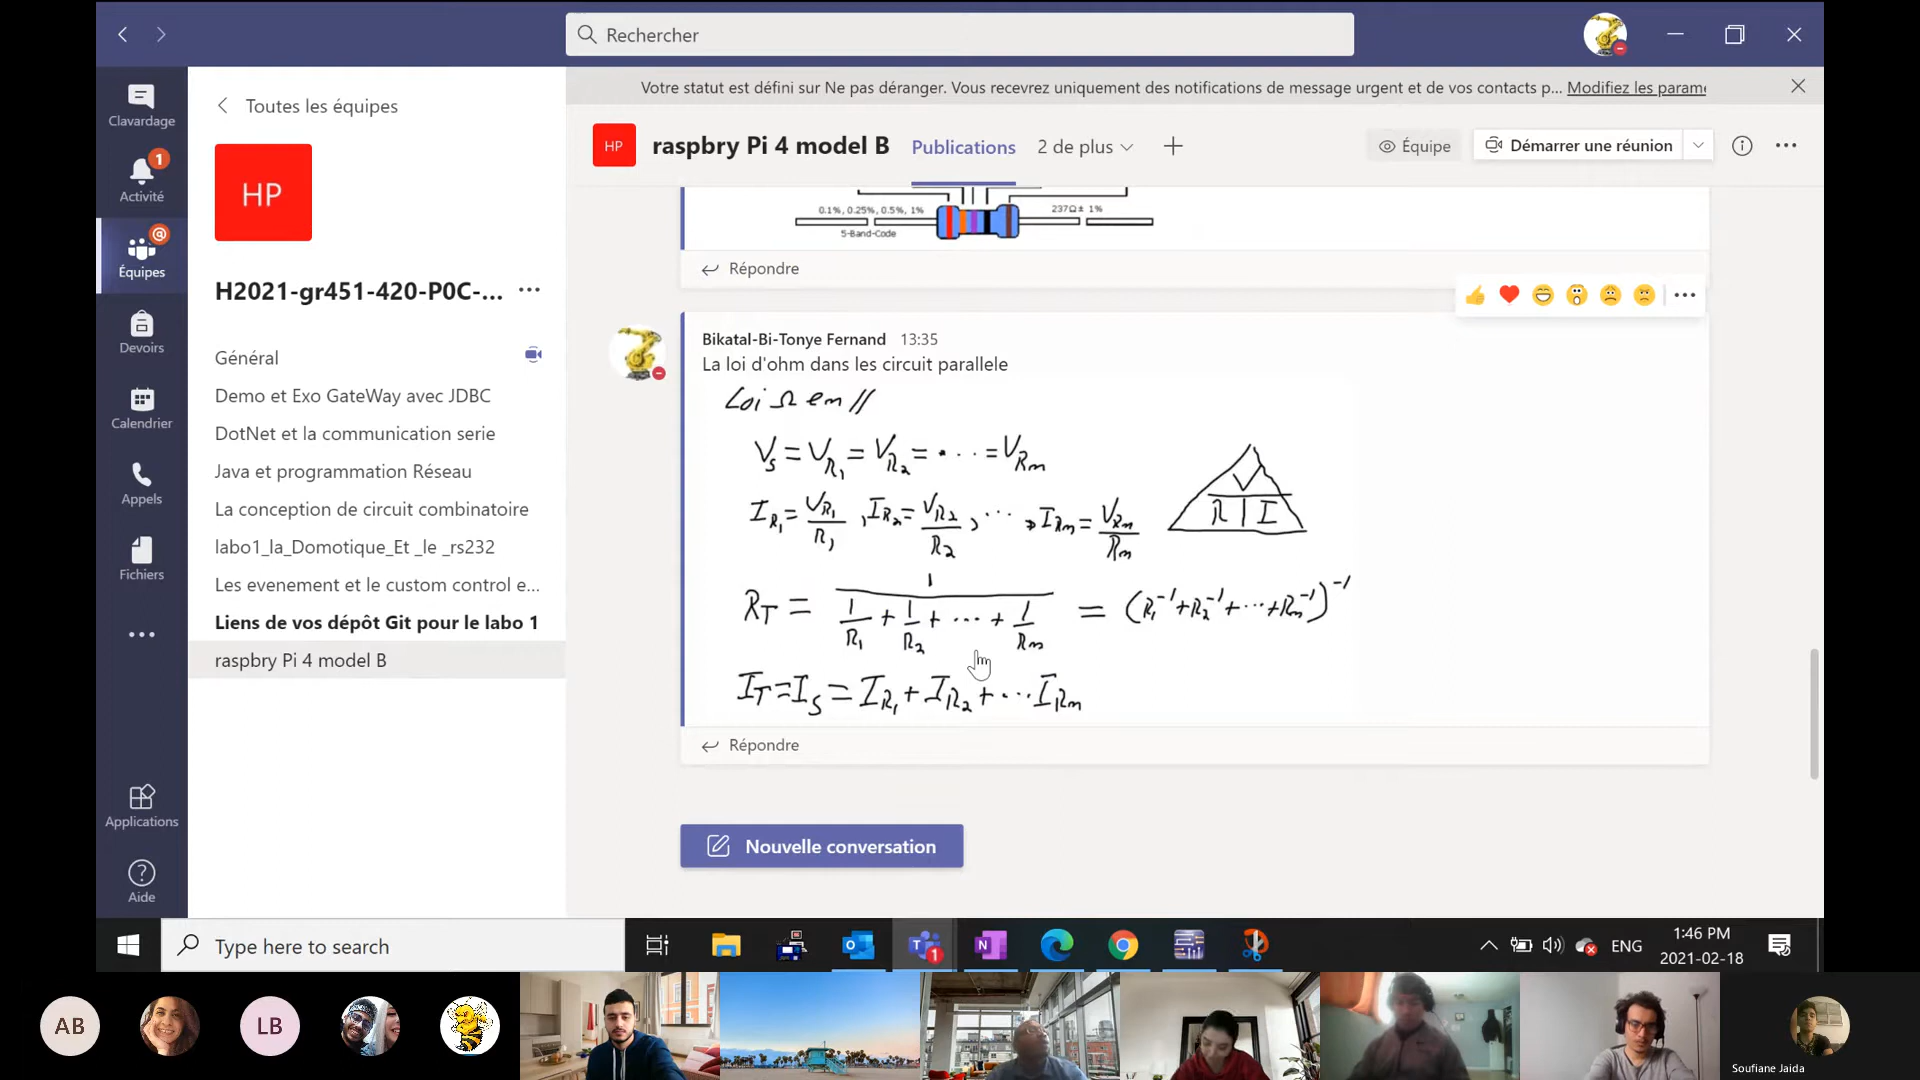 Rechercher
Votre statut est défini sur Ne pas déranger. Vous recevrez uniquement des notifications de message urgent et de vos contacts p... Modifiez les param
Clavardage
1
Activité
@
Équipes
Devoirs
Calendrier
Appels
Fichiers
Applications
Aide
Toutes les équipes
HP
H2021-gr451-420-P0C-...
Général
Demo et Exo GateWay avec JDBC
DotNet et la communication serie
Java et programmation Réseau
La conception de circuit combinatoire
labo1_la_Domotique_Et _le _rs232
Les evenement et le custom control e...
Liens de vos dépôt Git pour le labo 1
raspbry Pi 4 model B
HP raspbry Pi 4 model B Publications 2 de plus Équipe Démarrer une réunion
0.1%, 0.25%, 0.5%, 1% 237Ω± 1%
5-Band-Code
Répondre
Bikatal-Bi-Tonye Fernand 13:35
La loi d'ohm dans les circuit parallele
Loi Ω en //
Vs = VR1 = VR2 = ... = VRm
IR1 = VR1/R1, IR2 = VR2/R2, ..., IRm = VRm/Rm
V
R | I
RT = 1/(1/R1 + 1/R2 + ... + 1/Rm) = (R1⁻¹+R2⁻¹+...+Rm⁻¹)⁻¹
IT = Is = IR1 + IR2 + ... IRm
Répondre
Nouvelle conversation
Type here to search
1
ENG
1:46 PM
2021-02-18
AB
LB
Soufiane Jaida